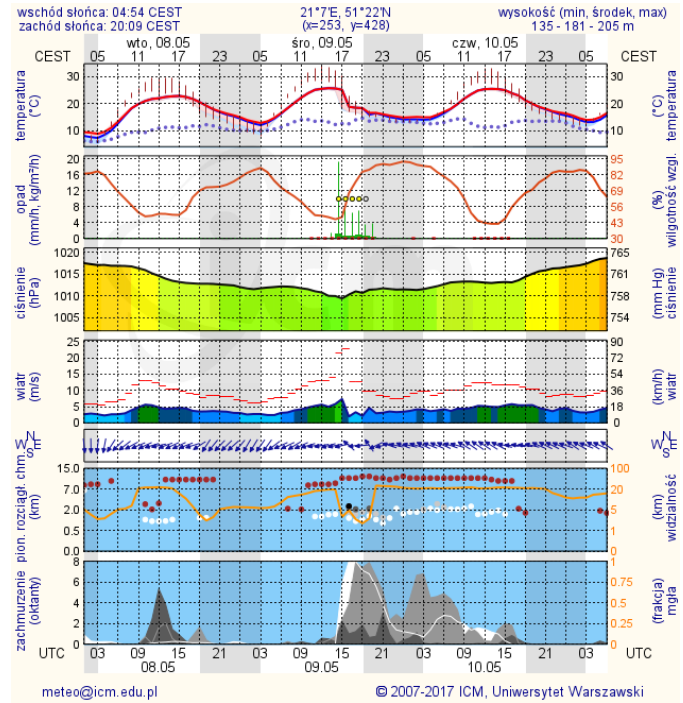 wschód słońca: 04:54 CEST 21°7'E, 51°22'N wysokość (min, środek, max)
zachód słońca: 20:09 CEST (x=253, y=428) 135 - 181 - 205 m
wto, 08.05 śro, 09.05 czw, 10.05
CEST 05 11 17 23 05 11 17 23 05 11 17 23 05 CEST
temperatura (°C) 30 20 10 30 20 10 temperatura (°C)
opad (mm/h, kg/m²/h) 20 16 12 8 4 0 95 82 69 56 43 30 (%) wilgotność wzgl.
ciśnienie (hPa) 1020 1015 1010 1005 765 761 758 754 (mm Hg) ciśnienie
wiatr (m/s) 25 20 15 10 5 0 90 72 54 36 18 0 (km/h) wiatr
N W E S N W E S
pion. rozciągł. chm. (km) 15.0 7.0 2.0 0.5 0.0 100 20 5 1 0 (km) widzialność
zachmurzenie (oktanty) 8 6 4 2 0 1 0.75 0.5 0.25 0 (frakcja) mgła
UTC 03 09 15 21 03 09 15 21 03 09 15 21 03 UTC
08.05 09.05 10.05
meteo@icm.edu.pl © 2007-2017 ICM, Uniwersytet Warszawski